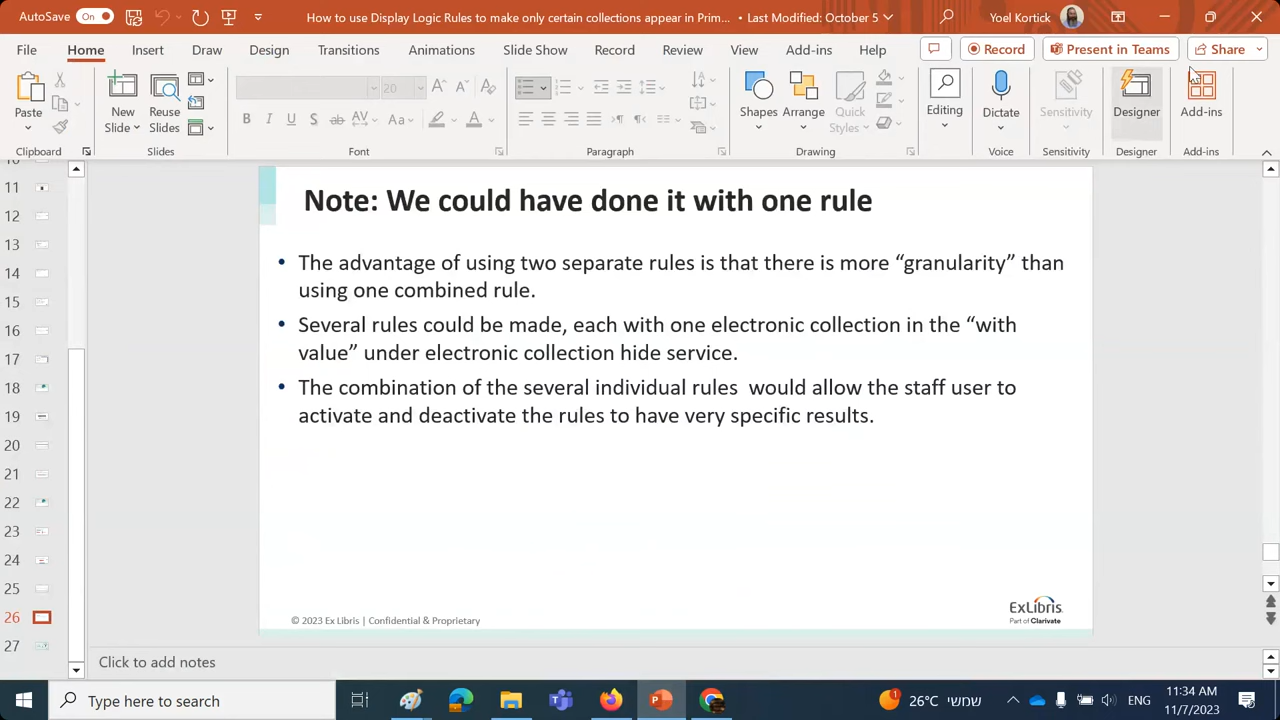 AutoSave On How to use Display Logic Rules to make only certain collections appear in Prim... • Last Modified: October 5 Yoel Kortick
File Home Insert Draw Design Transitions Animations Slide Show Record Review View Add-ins Help Record Present in Teams Share
Paste New Slide Reuse Slides Shapes Arrange Quick Styles Editing Dictate Sensitivity Designer Add-ins
Clipboard Slides Font Paragraph Drawing Voice Sensitivity Designer Add-ins
11
12
13
14
15
16
17
18
19
20
21
22
23
24
25
26
27
Note: We could have done it with one rule
• The advantage of using two separate rules is that there is more “granularity” than
using one combined rule.
• Several rules could be made, each with one electronic collection in the “with
value” under electronic collection hide service.
• The combination of the several individual rules would allow the staff user to
activate and deactivate the rules to have very specific results.
© 2023 Ex Libris | Confidential & Proprietary
ExLibris
Part of Clarivate
Click to add notes
Type here to search 1 26°C שמשי ENG 11:34 AM
11/7/2023